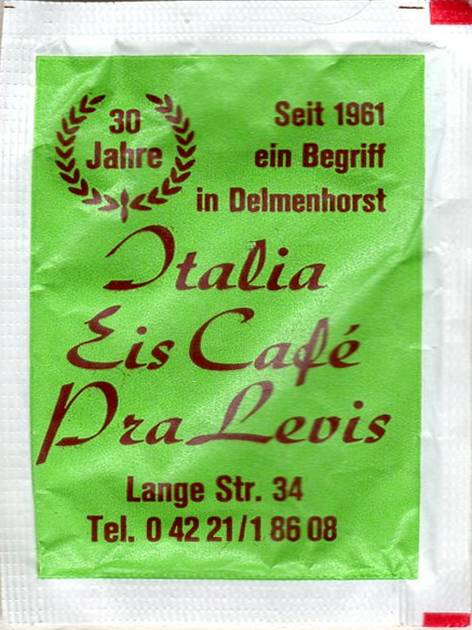 30
Jahre
Seit 1961
ein Begriff
in Delmenhorst
Italia
Eis Café
Pra Levis
Lange Str. 34
Tel. 0 42 21/1 86 08